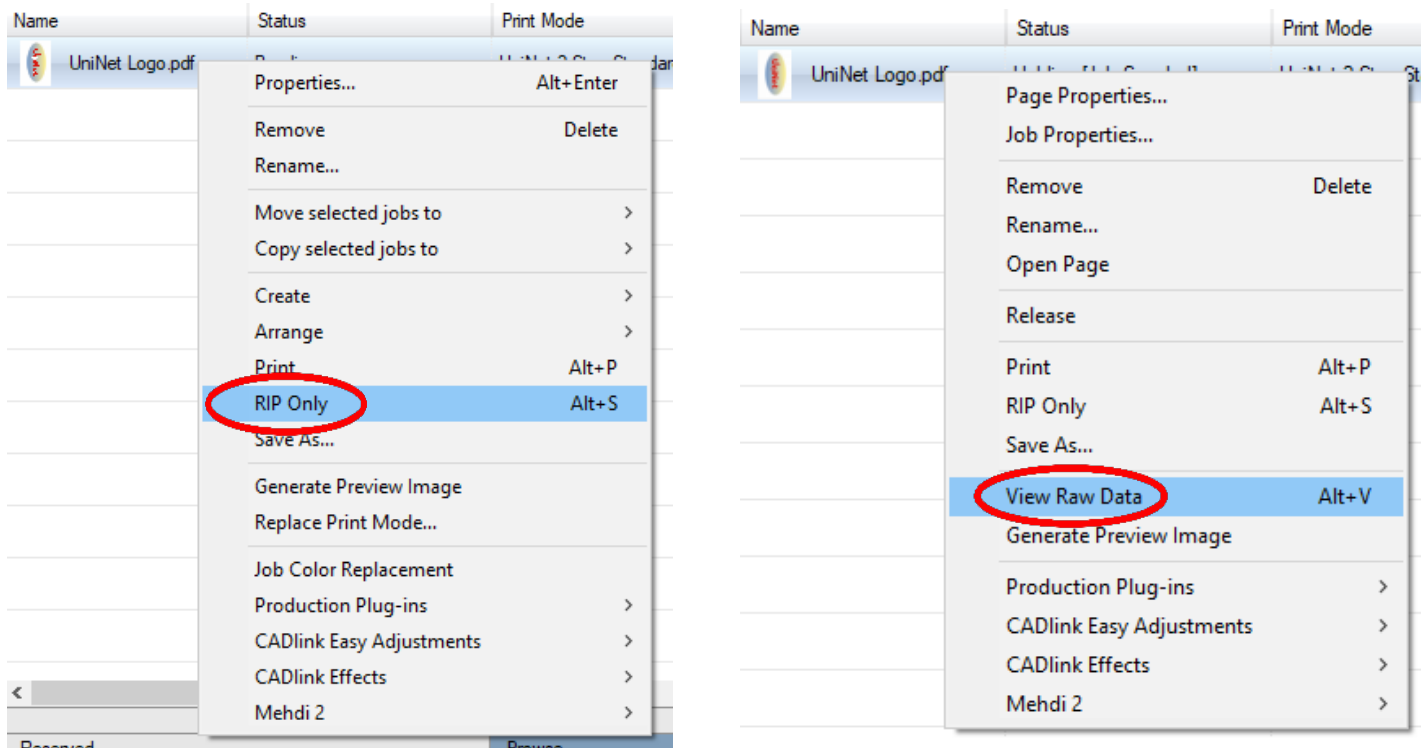 Name Status Print Mode
UniNet Logo.pdf
Properties... Alt+Enter
Remove Delete
Rename...
Move selected jobs to >
Copy selected jobs to >
Create >
Arrange >
Print Alt+P
RIP Only Alt+S
Save As...
Generate Preview Image
Replace Print Mode...
Job Color Replacement
Production Plug-ins >
CADlink Easy Adjustments >
CADlink Effects >
Mehdi 2 >
Name Status Print Mode
UniNet Logo.pdf
Page Properties...
Job Properties...
Remove Delete
Rename...
Open Page
Release
Print Alt+P
RIP Only Alt+S
Save As...
View Raw Data Alt+V
Generate Preview Image
Production Plug-ins >
CADlink Easy Adjustments >
CADlink Effects >
Mehdi 2 >